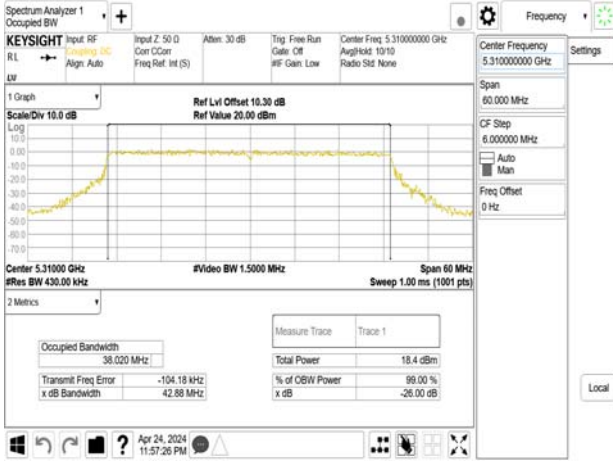 Spectrum Analyzer 1
Occupied BW
Frequency
KEYSIGHT
RL
Input: RF
Coupling: DC
Align: Auto
Input Z: 50 Ω
Corr CCorr
Freq Ref: Int (S)
Atten: 30 dB
Trig: Free Run
Gate: Off
#IF Gain: Low
Center Freq: 5.310000000 GHz
Avg|Hold: 10/10
Radio Std: None
Center Frequency
5.310000000 GHz
Settings
Span
60.000 MHz
CF Step
6.000000 MHz
Auto
Man
Freq Offset
0 Hz
Local
1 Graph
Scale/Div 10.0 dB
Ref Lvl Offset 10.30 dB
Ref Value 20.00 dBm
Log
10.0
0.00
-10.0
-20.0
-30.0
-40.0
-50.0
-60.0
-70.0
Center 5.31000 GHz
#Res BW 430.00 kHz
#Video BW 1.5000 MHz
Span 60 MHz
Sweep 1.00 ms (1001 pts)
2 Metrics
Measure Trace Trace 1
Occupied Bandwidth
38.020 MHz
Total Power 18.4 dBm
Transmit Freq Error -104.18 kHz
% of OBW Power 99.00 %
x dB Bandwidth 42.88 MHz
x dB -26.00 dB
?
Apr 24, 2024
11:57:26 PM